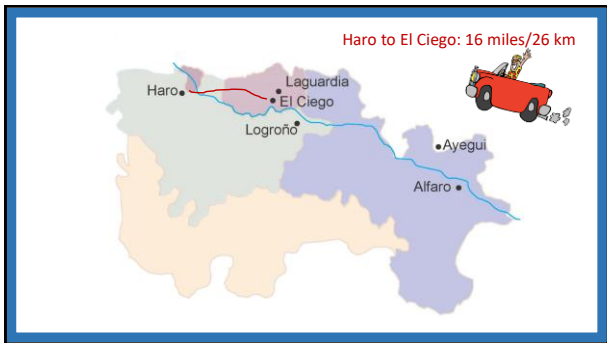 Haro to El Ciego: 16 miles/26 km
Laguardia
Haro
El Ciego
Logroño
Ayegui
Alfaro